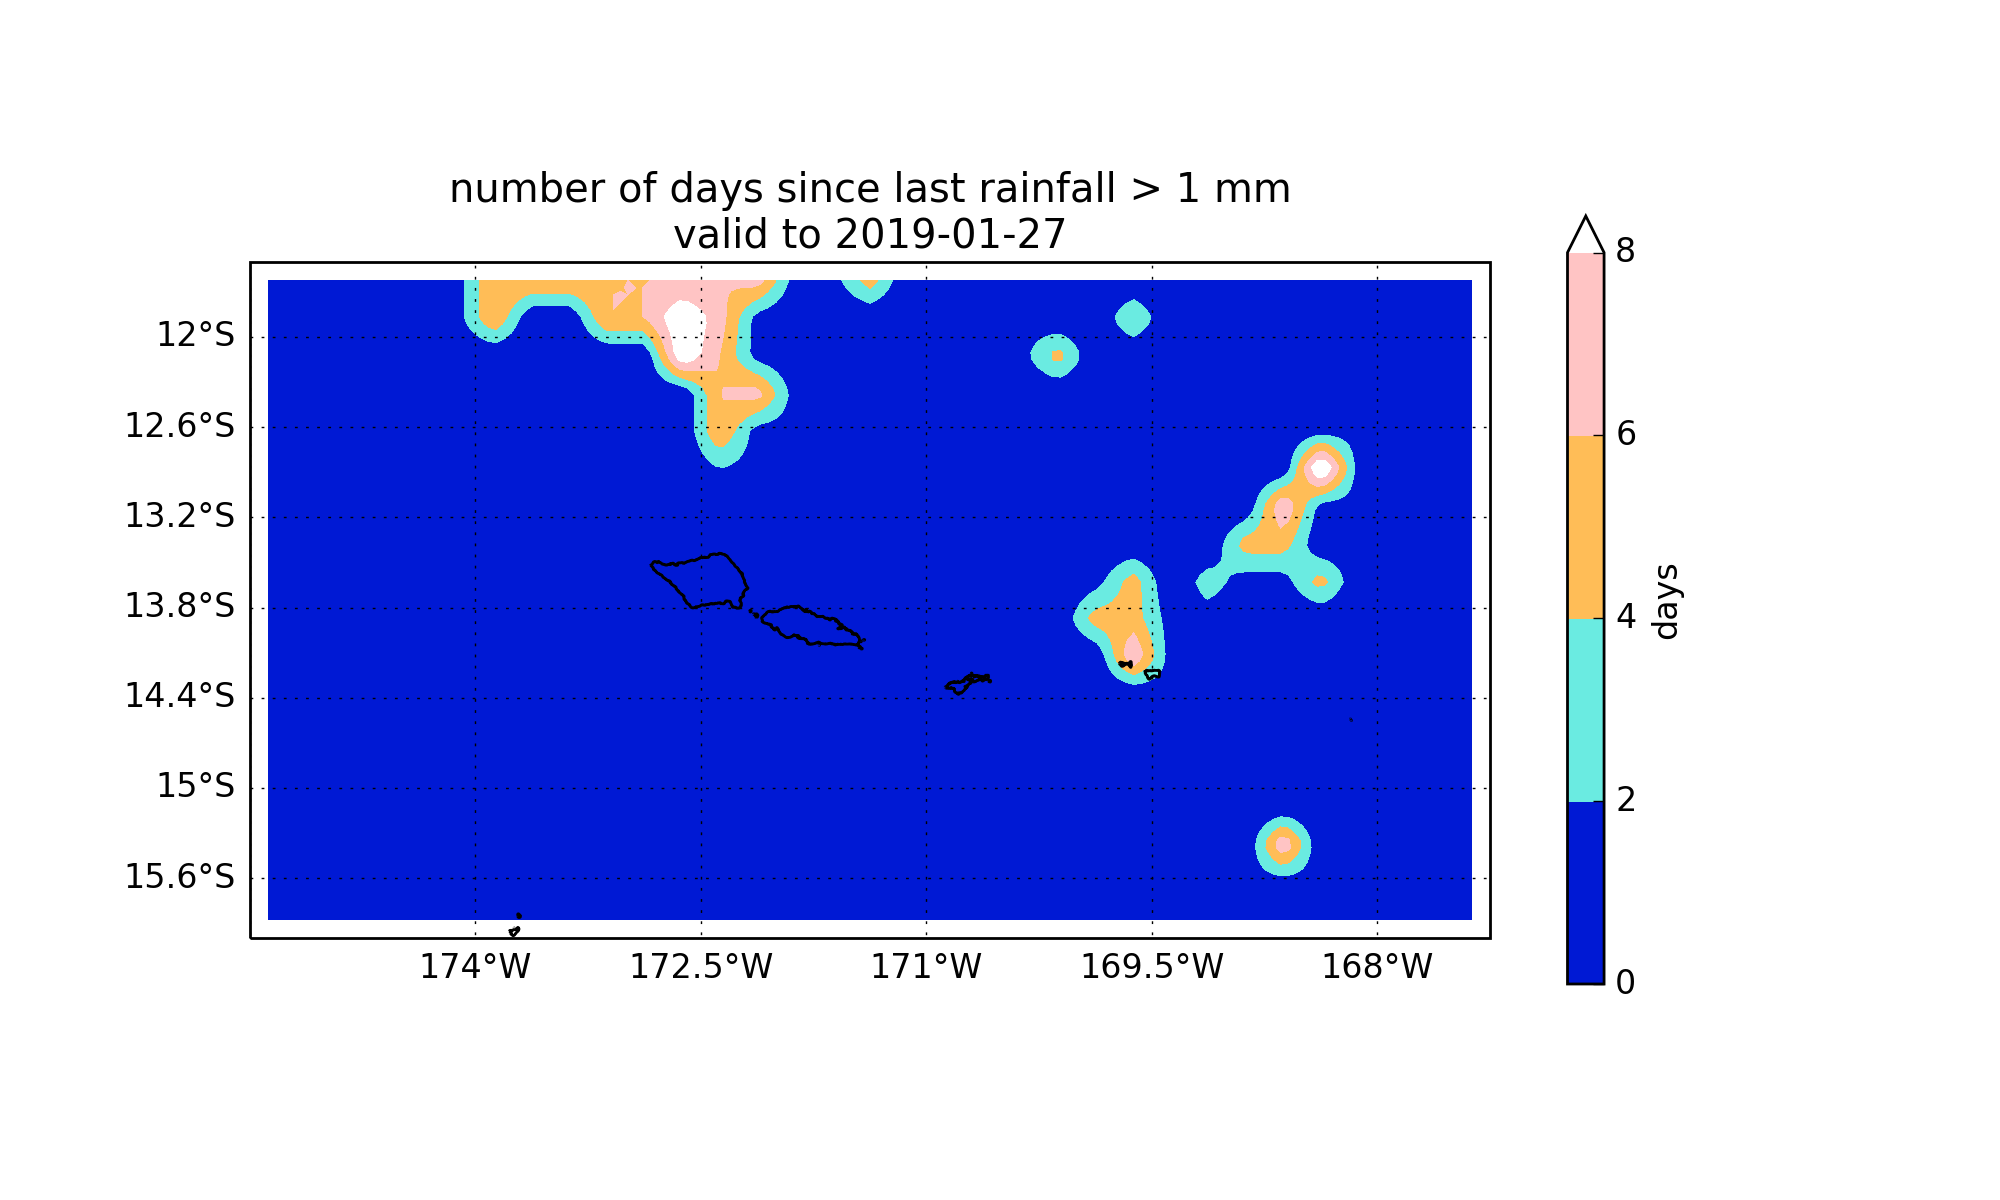 number of days since last rainfall > 1 mm
valid to 2019-01-27
12°S
12.6°S
13.2°S
13.8°S
14.4°S
15°S
15.6°S
174°W 172.5°W 171°W 169.5°W 168°W
8
6
4
2
0
days